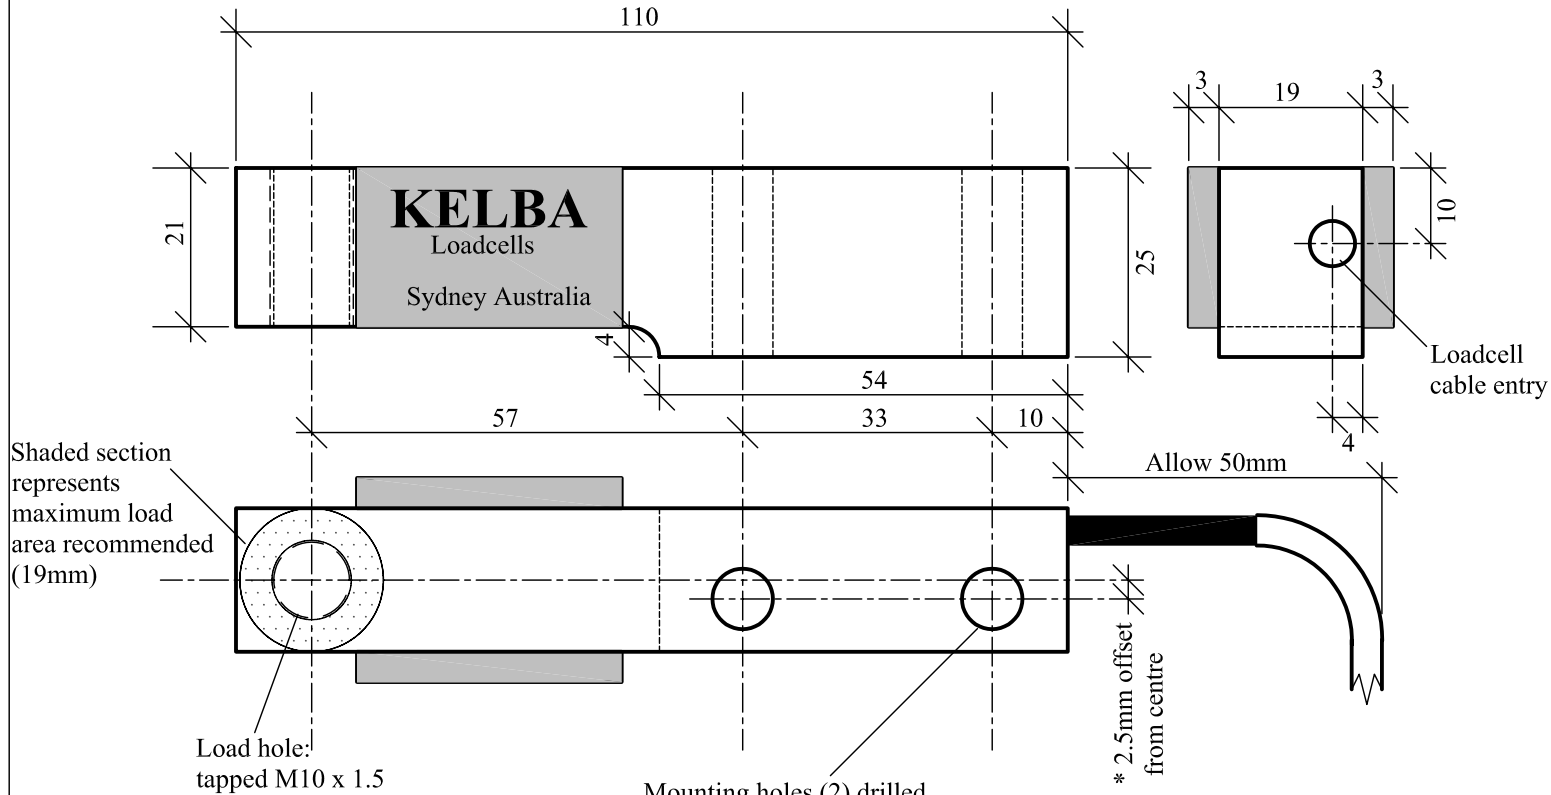 110
3
19
3
KELBA
Loadcells
Sydney Australia
21
25
10
4
54
57
33
10
4
Loadcell
cable entry
Shaded section
represents
maximum load
area recommended
(19mm)
Allow 50mm
* 2.5mm offset
from centre
Load hole:
tapped M10 x 1.5
Mounting holes (2) drilled